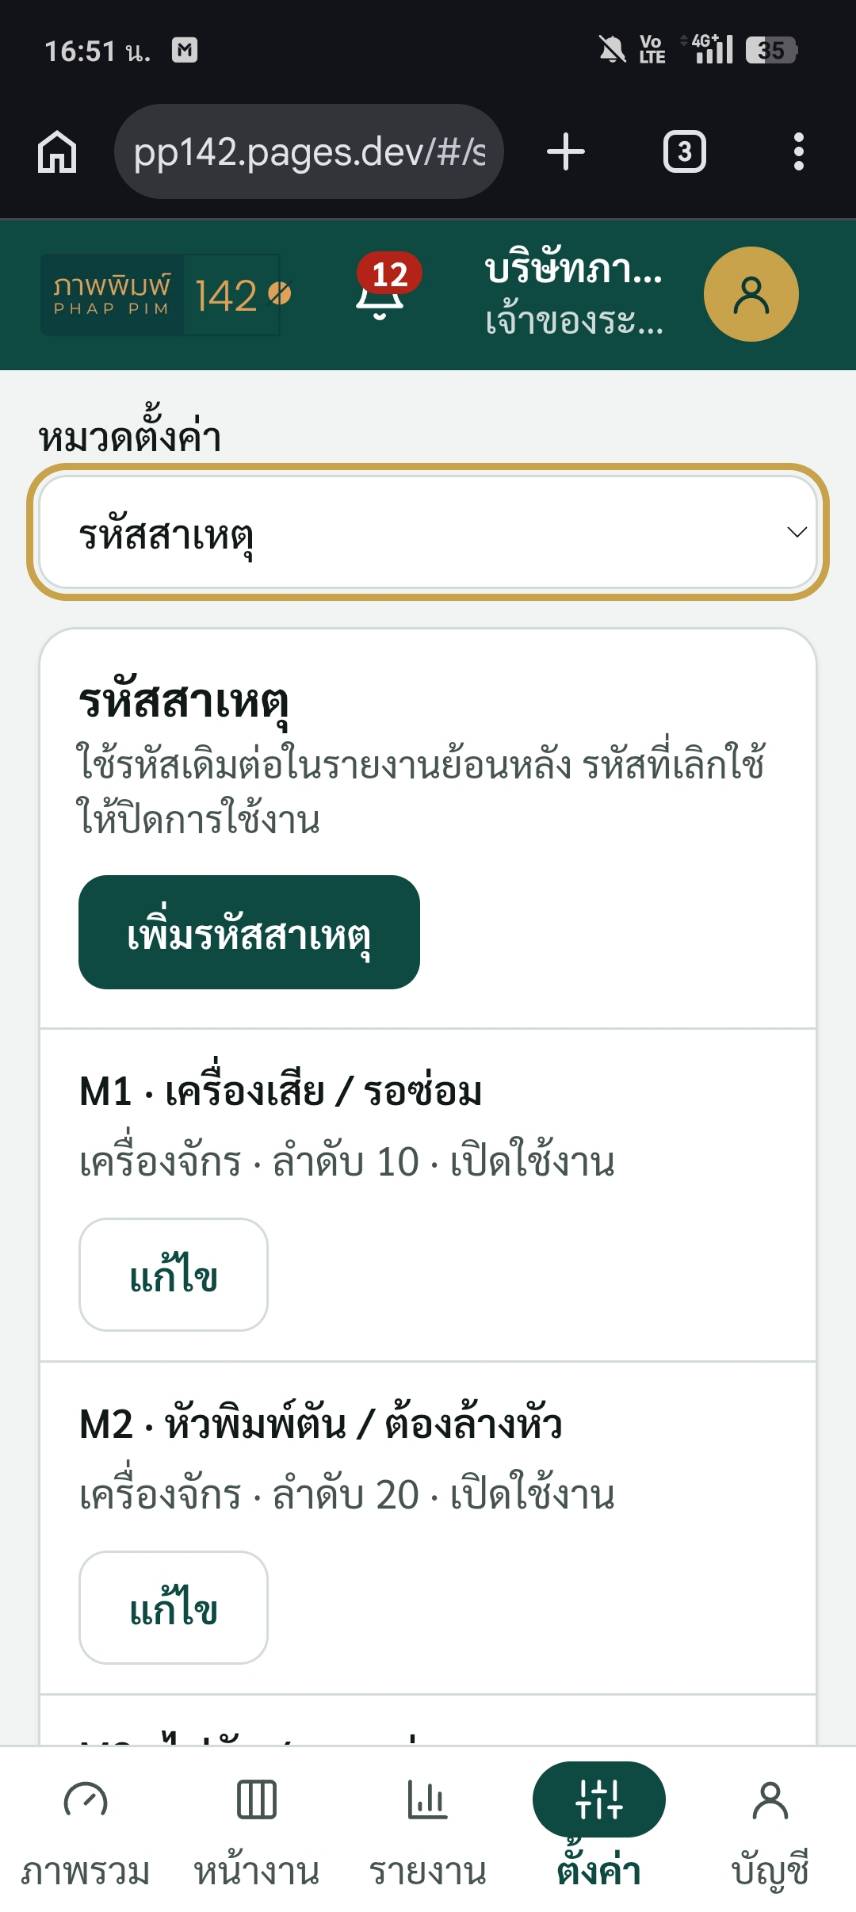 16:51 น.
M
Vo
LTE
4G+
35
pp142.pages.dev/#/s
3
ภาพพิมพ์
PHAP PIM
142
12
บริษัทภา...
เจ้าของระ...
หมวดตั้งค่า
รหัสสาเหตุ
รหัสสาเหตุ
ใช้รหัสเดิมต่อในรายงานย้อนหลัง รหัสที่เลิกใช้
ให้ปิดการใช้งาน
เพิ่มรหัสสาเหตุ
M1 · เครื่องเสีย / รอซ่อม
เครื่องจักร · ลำดับ 10 · เปิดใช้งาน
แก้ไข
M2 · หัวพิมพ์ตัน / ต้องล้างหัว
เครื่องจักร · ลำดับ 20 · เปิดใช้งาน
แก้ไข
ภาพรวม
หน้างาน
รายงาน
ตั้งค่า
บัญชี